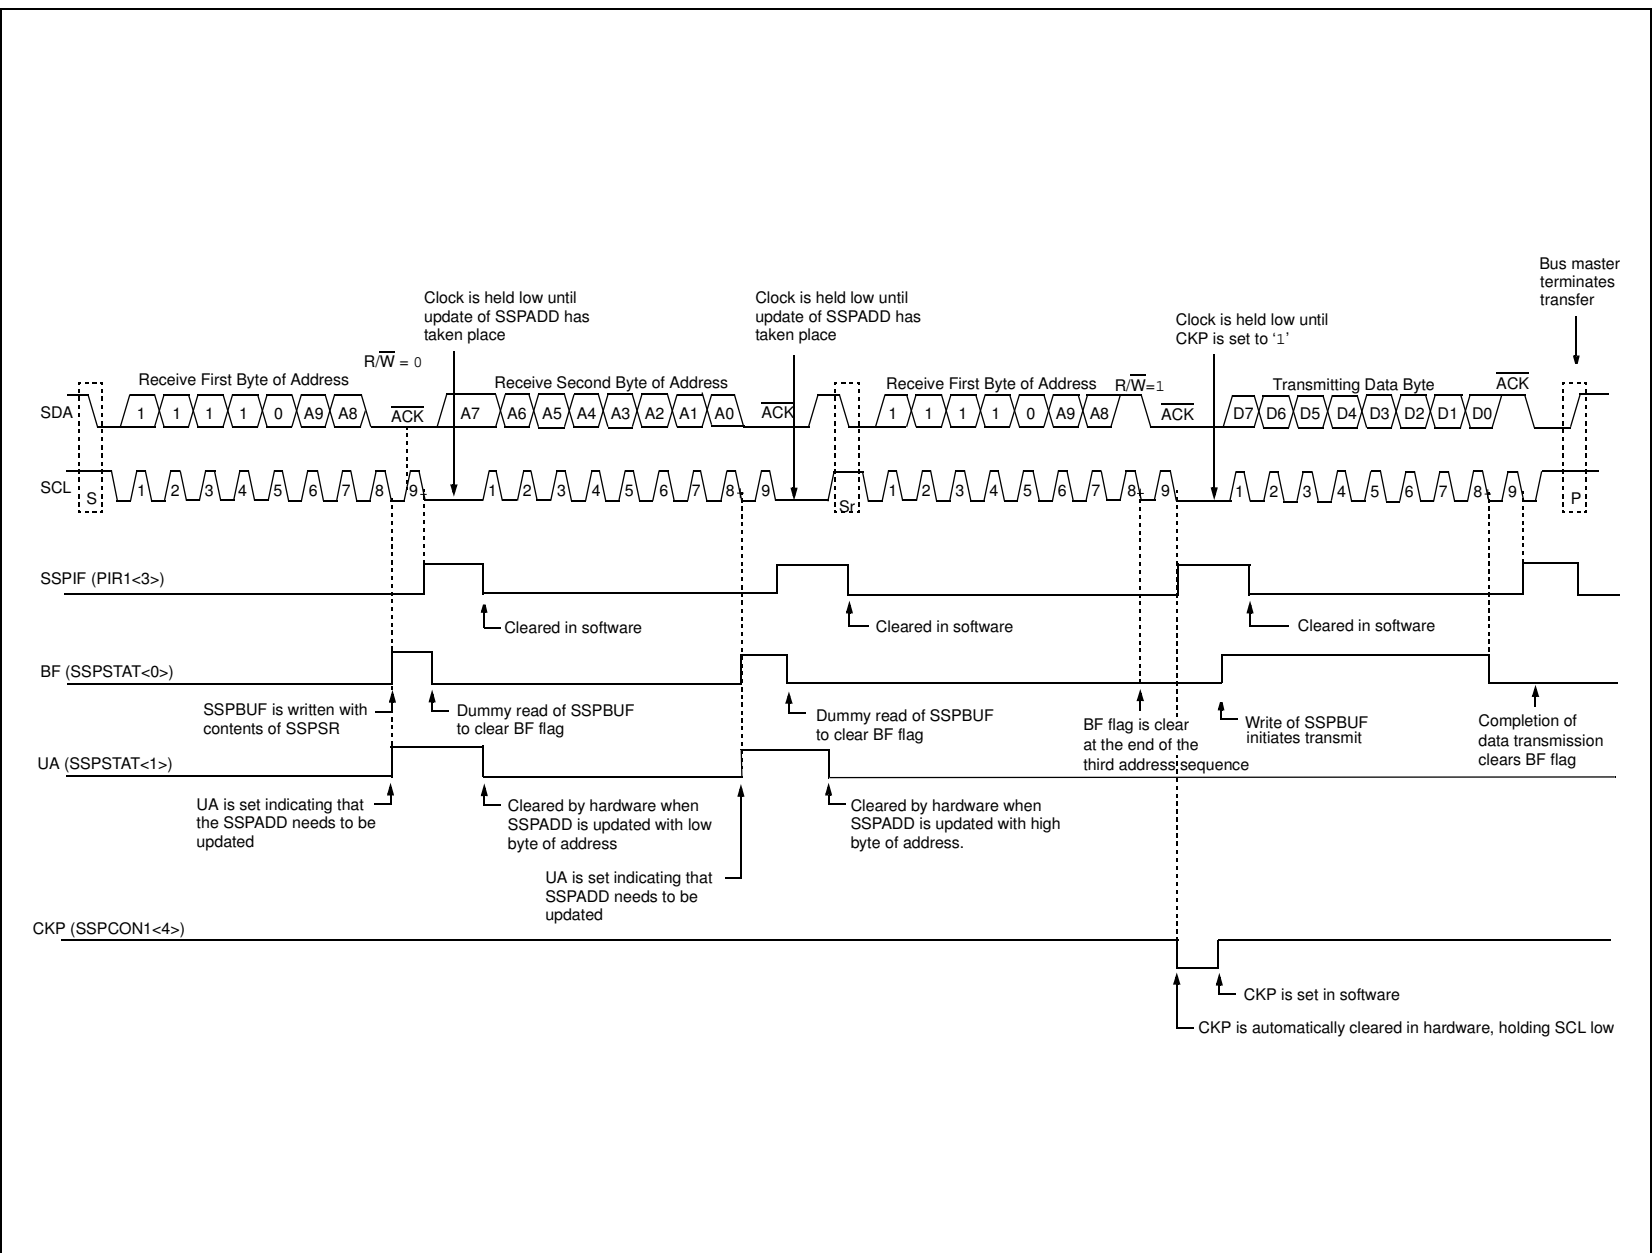 Bus master
terminates
transfer
Clock is held low until
update of SSPADD has
taken place
Clock is held low until
update of SSPADD has
taken place
Clock is held low until
CKP is set to ‘1’
R/W = 0
Receive First Byte of Address
Receive Second Byte of Address
Receive First Byte of Address
R/W=1
Transmitting Data Byte
ACK
SDA 1 1 1 1 0 A9 A8 ACK A7 A6 A5 A4 A3 A2 A1 A0 ACK 1 1 1 1 0 A9 A8 ACK D7 D6 D5 D4 D3 D2 D1 D0
SCL S 1 2 3 4 5 6 7 8 9 1 2 3 4 5 6 7 8 9 Sr 1 2 3 4 5 6 7 8 9 1 2 3 4 5 6 7 8 9 P
SSPIF (PIR1<3>)
Cleared in software
Cleared in software
Cleared in software
BF (SSPSTAT<0>)
SSPBUF is written with
contents of SSPSR
Dummy read of SSPBUF
to clear BF flag
Dummy read of SSPBUF
to clear BF flag
BF flag is clear
at the end of the
third address sequence
Write of SSPBUF
initiates transmit
Completion of
data transmission
clears BF flag
UA (SSPSTAT<1>)
UA is set indicating that
the SSPADD needs to be
updated
Cleared by hardware when
SSPADD is updated with low
byte of address
UA is set indicating that
SSPADD needs to be
updated
Cleared by hardware when
SSPADD is updated with high
byte of address.
CKP (SSPCON1<4>)
CKP is set in software
CKP is automatically cleared in hardware, holding SCL low